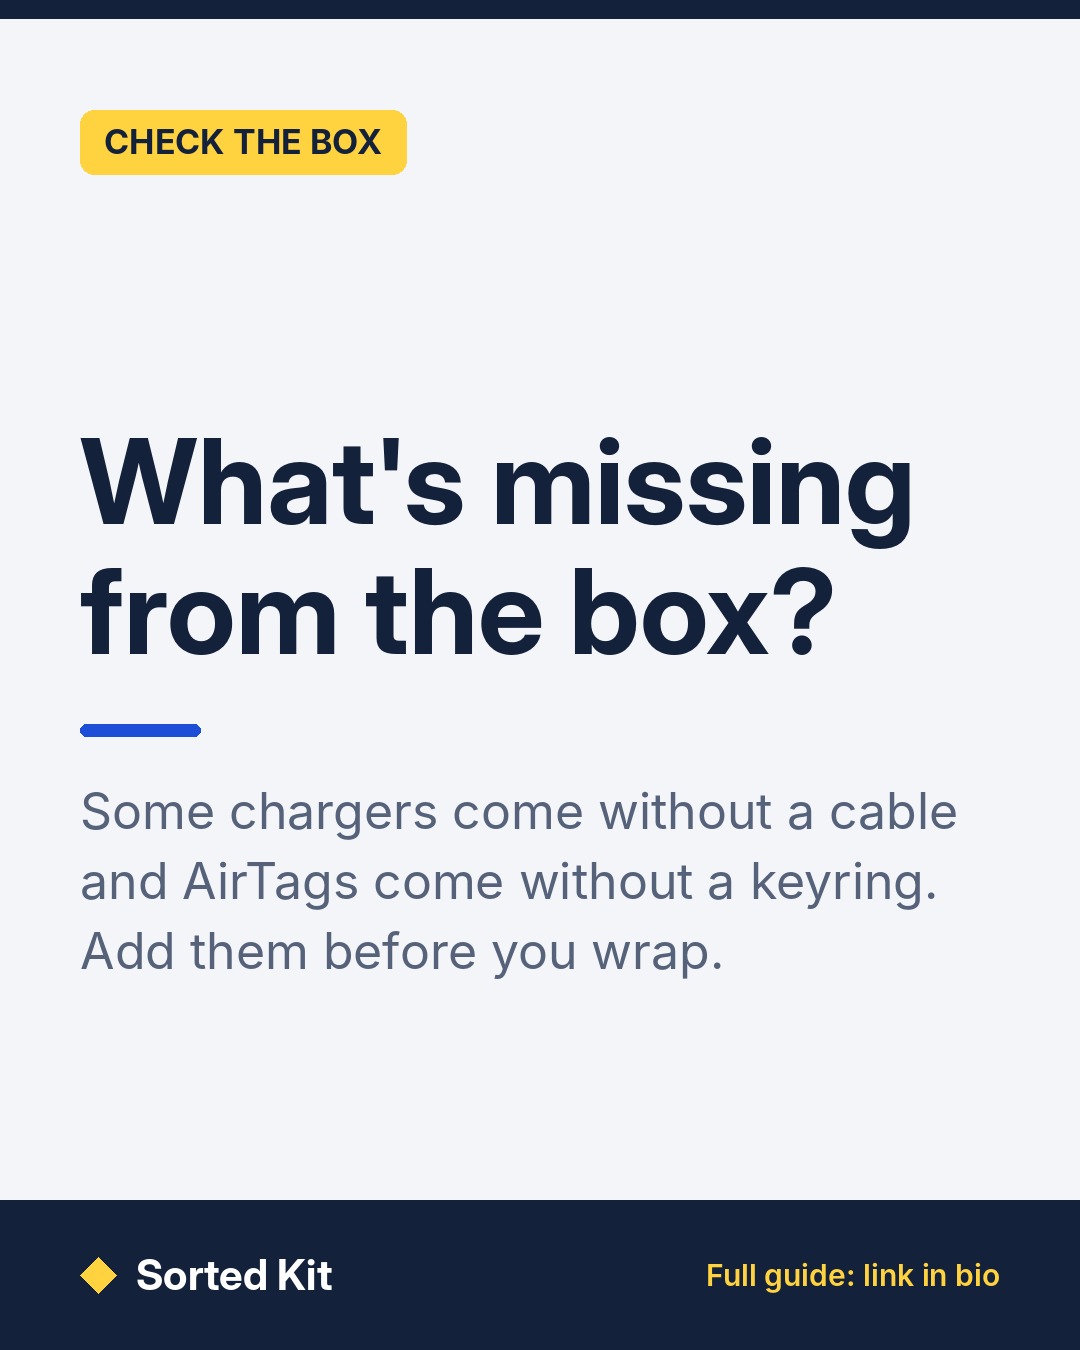 CHECK THE BOX
What's missing
from the box?
Some chargers come without a cable
and AirTags come without a keyring.
Add them before you wrap.
Sorted Kit
Full guide: link in bio